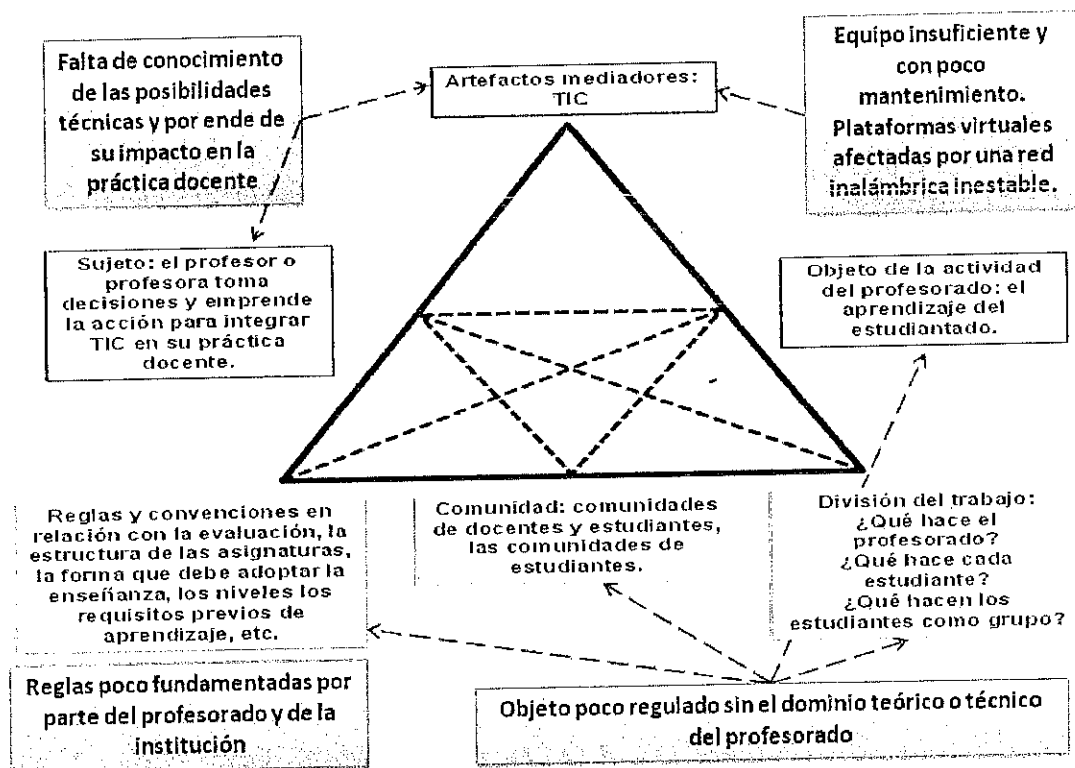 Falta de conocimiento
de las posibilidades
técnicas y por ende de
su impacto en la
práctica docente
Artefactos mediadores:
TIC
Equipo insuficiente y
con poco
mantenimiento.
Plataformas virtuales
afectadas por una red
inalámbrica inestable.
Sujeto: el profesor o
profesora toma
decisiones y emprende
la acción para integrar
TIC en su práctica
docente.
Objeto de la actividad
del profesorado: el
aprendizaje del
estudiantado.
Reglas y convenciones en
relación con la evaluación, la
estructura de las asignaturas,
la forma que debe adoptar la
enseñanza, los niveles los
requisitos previos de
aprendizaje, etc.
Comunidad: comunidades
de docentes y estudiantes,
las comunidades de
estudiantes.
División del trabajo:
¿Qué hace el
profesorado?
¿Qué hace cada
estudiante?
¿Qué hacen los
estudiantes como grupo?
Reglas poco fundamentadas por
parte del profesorado y de la
institución
Objeto poco regulado sin el dominio teórico o técnico
del profesorado